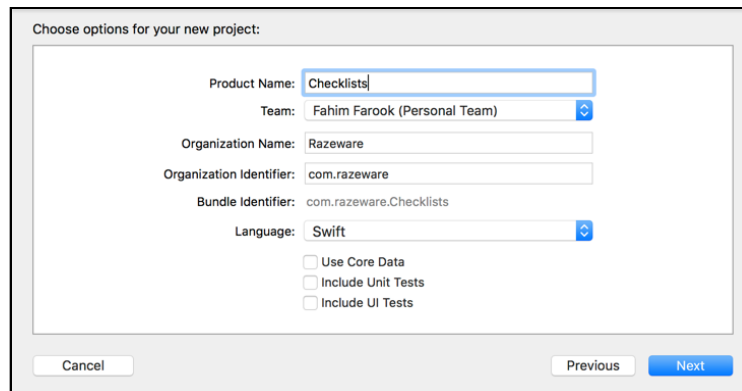 Choose options for your new project:
Product Name: Checklists
Team: Fahim Farook (Personal Team)
Organization Name: Razeware
Organization Identifier: com.razeware
Bundle Identifier: com.razeware.Checklists
Language: Swift
Use Core Data
Include Unit Tests
Include UI Tests
Cancel Previous Next